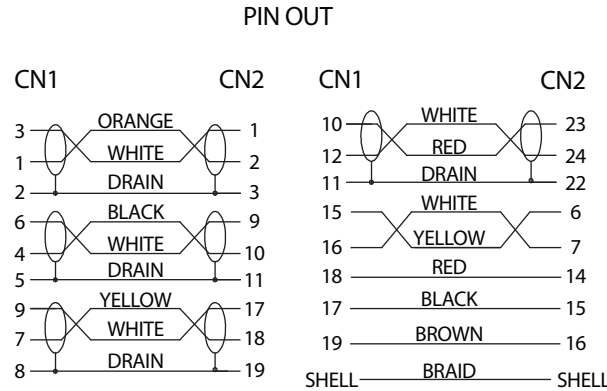 PIN OUT
CN1 CN2
3 ORANGE 1
1 WHITE 2
2 DRAIN 3
6 BLACK 9
4 WHITE 10
5 DRAIN 11
9 YELLOW 17
7 WHITE 18
8 DRAIN 19
CN1 CN2
10 WHITE 23
12 RED 24
11 DRAIN 22
15 WHITE 6
16 YELLOW 7
18 RED 14
17 BLACK 15
19 BROWN 16
SHELL BRAID SHELL